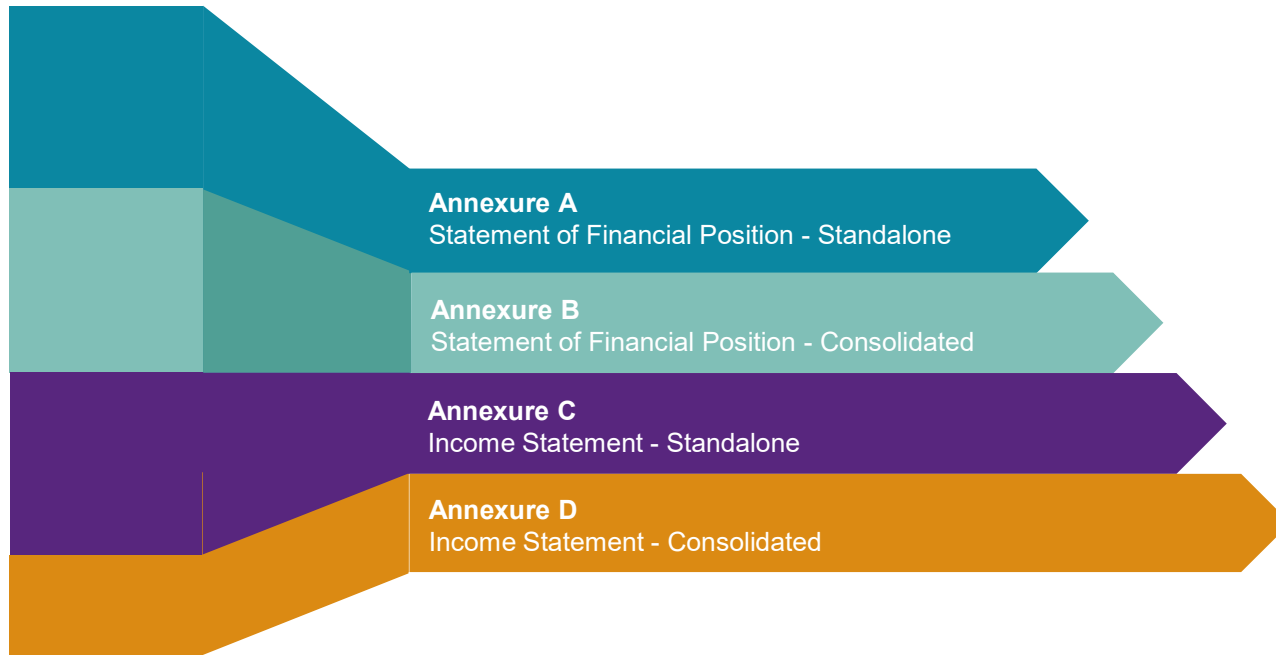 Annexure A
Statement of Financial Position - Standalone
Annexure B
Statement of Financial Position - Consolidated
Annexure C
Income Statement - Standalone
Annexure D
Income Statement - Consolidated